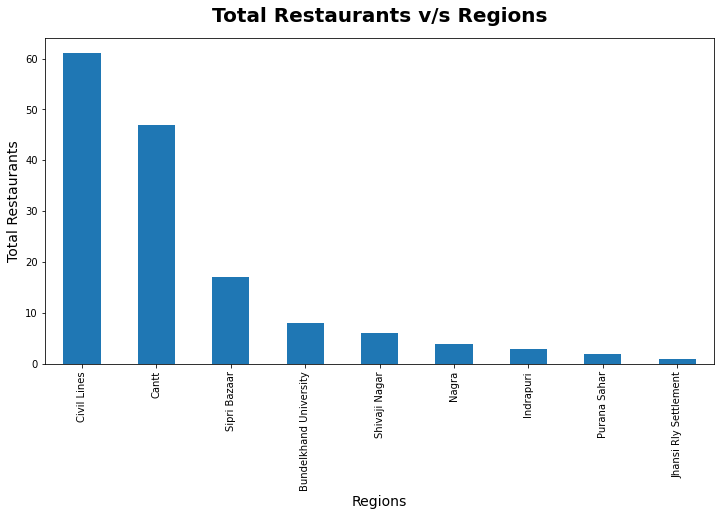 Total Restaurants v/s Regions
Total Restaurants
60
50
40
30
20
10
0
Civil Lines
Cantt
Sipri Bazaar
Bundelkhand University
Shivaji Nagar
Nagra
Indrapuri
Purana Sahar
Jhansi Rly Settlement
Regions